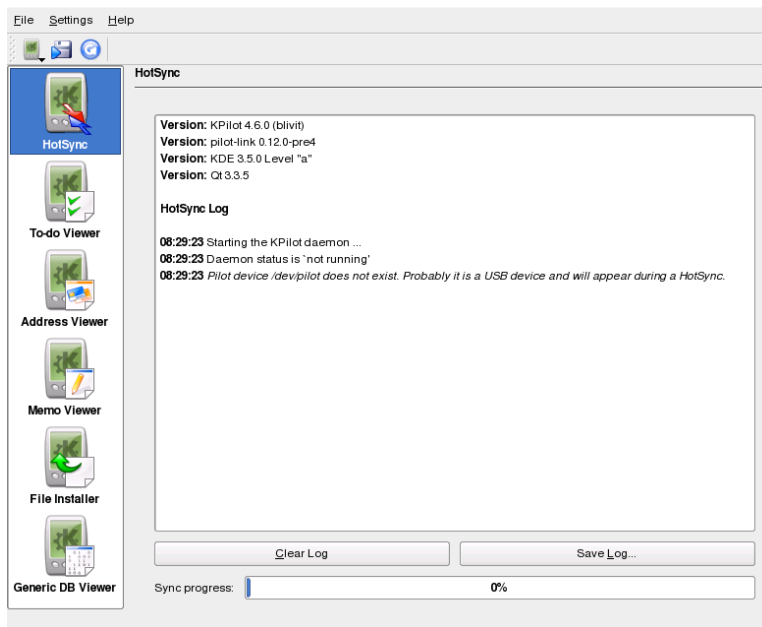 File Settings Help
HotSync
HotSync
To-do Viewer
Address Viewer
Memo Viewer
File Installer
Generic DB Viewer
Version: KPilot 4.6.0 (blivit)
Version: pilot-link 0.12.0-pre4
Version: KDE 3.5.0 Level "a"
Version: Qt 3.3.5
HotSync Log
08:29:23 Starting the KPilot daemon ...
08:29:23 Daemon status is `not running'
08:29:23 Pilot device /dev/pilot does not exist. Probably it is a USB device and will appear during a HotSync.
Clear Log Save Log...
Sync progress: 0%